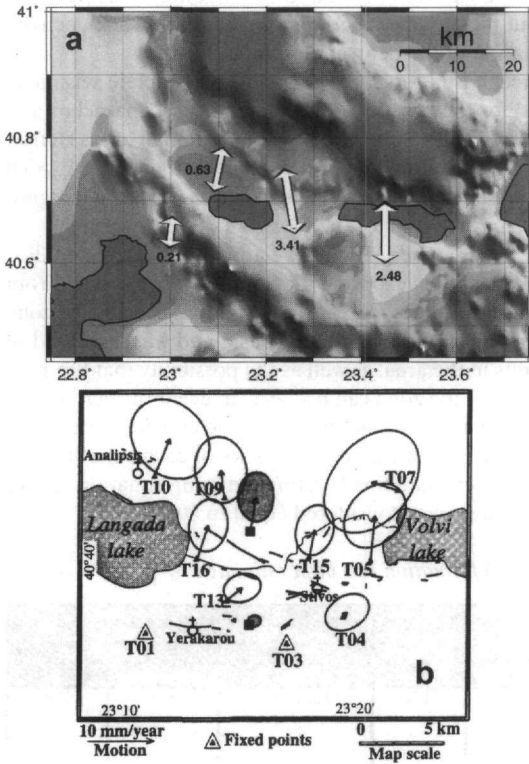 41°
a
km
0 10 20
40.8°
0.63
3.41
0.21
40.6°
2.48
22.8° 23° 23.2° 23.4° 23.6°
Analipsis
T10
T09
T07
Langada lake
Volvi lake
40°40'
T16
T15
T05
T13
Stivos
T04
T01
Yerakarou
T03
b
23°10' 23°20'
10 mm/year
Motion
Fixed points
0 5 km
Map scale